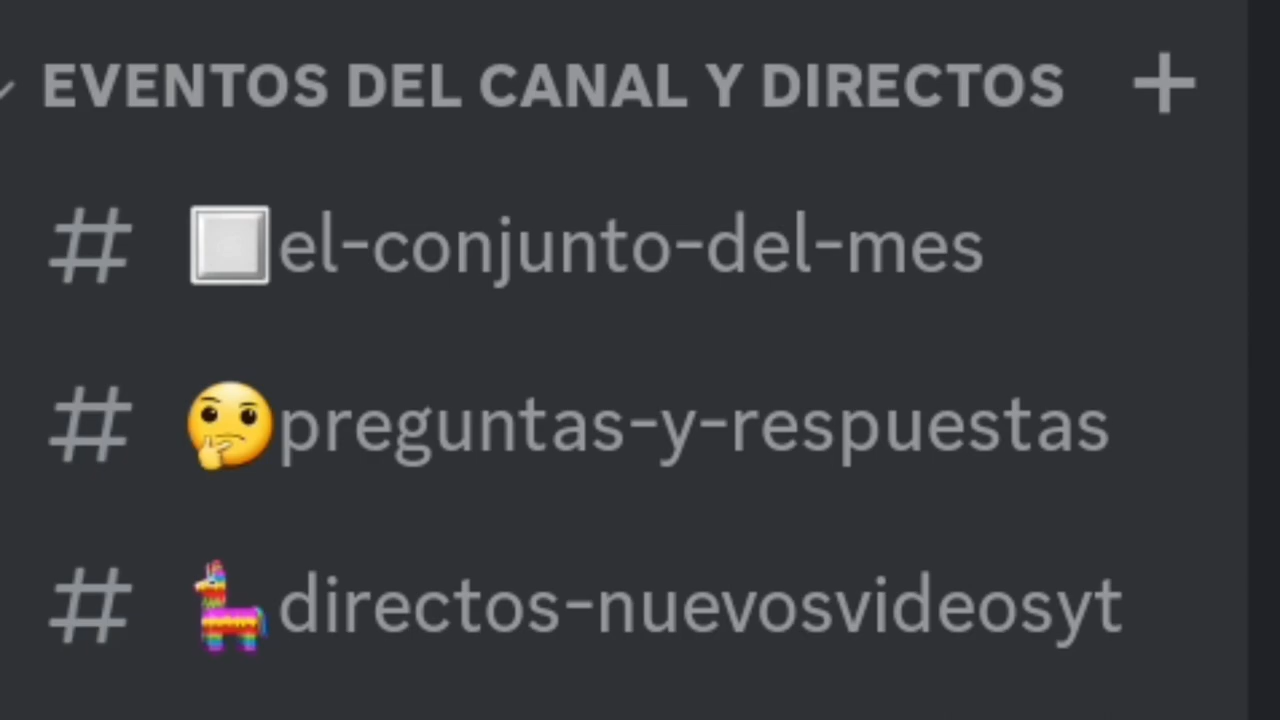 EVENTOS DEL CANAL Y DIRECTOS +
# 🔲el-conjunto-del-mes
# 🤔preguntas-y-respuestas
# 🪅directos-nuevosvideosyt